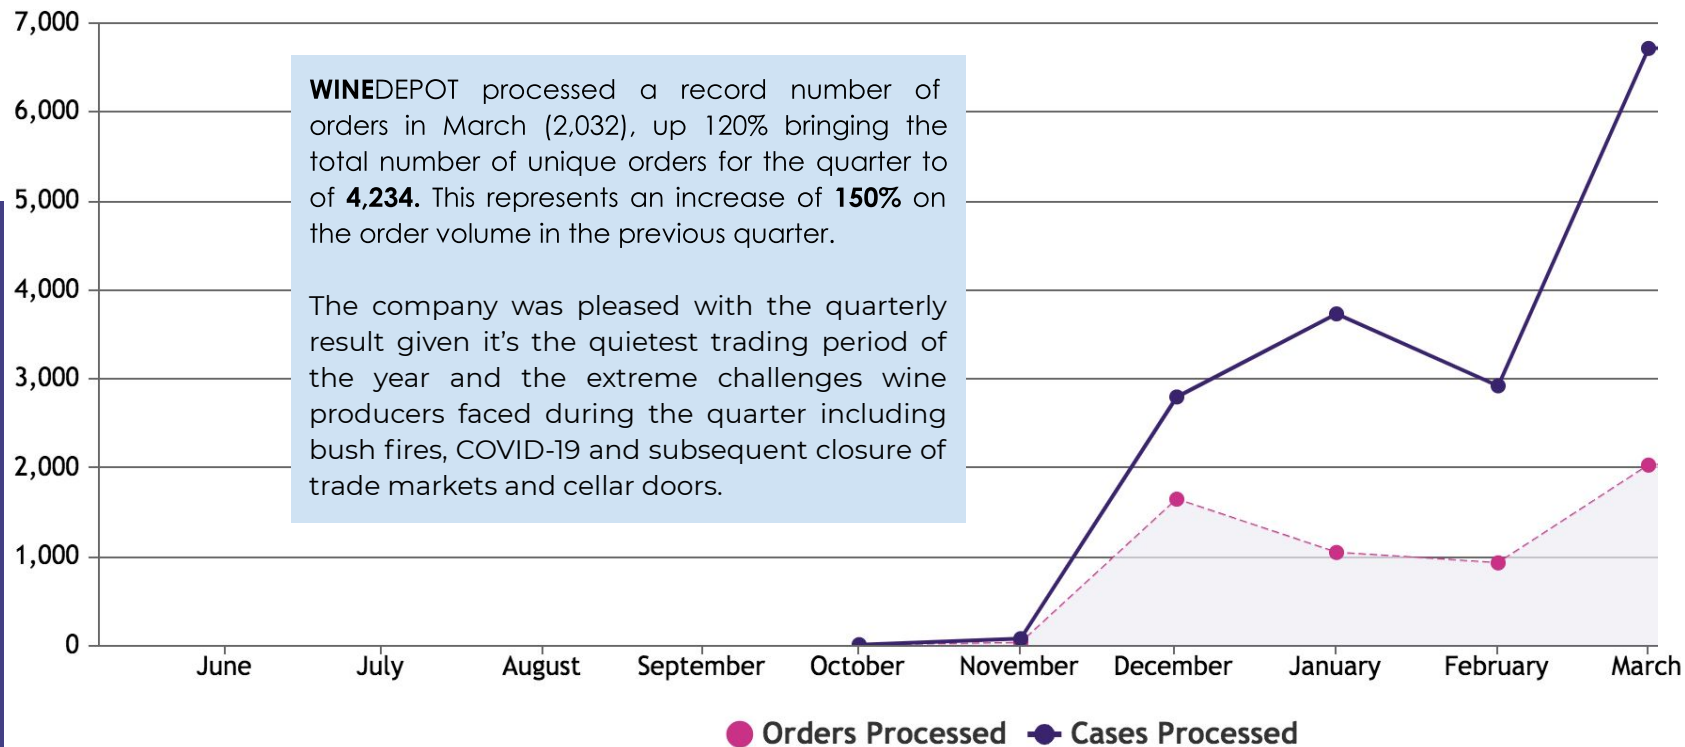 7,000
6,000
5,000
4,000
3,000
2,000
1,000
0
WINEDEPOT processed a record number of
orders in March (2,032), up 120% bringing the
total number of unique orders for the quarter to
of 4,234. This represents an increase of 150% on
the order volume in the previous quarter.
The company was pleased with the quarterly
result given it’s the quietest trading period of
the year and the extreme challenges wine
producers faced during the quarter including
bush fires, COVID-19 and subsequent closure of
trade markets and cellar doors.
June July August September October November December January February March
Orders Processed Cases Processed